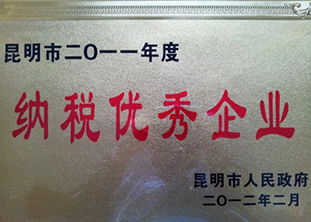 昆明市二〇一一年度
纳税优秀企业
昆明市人民政府
二〇一二年二月